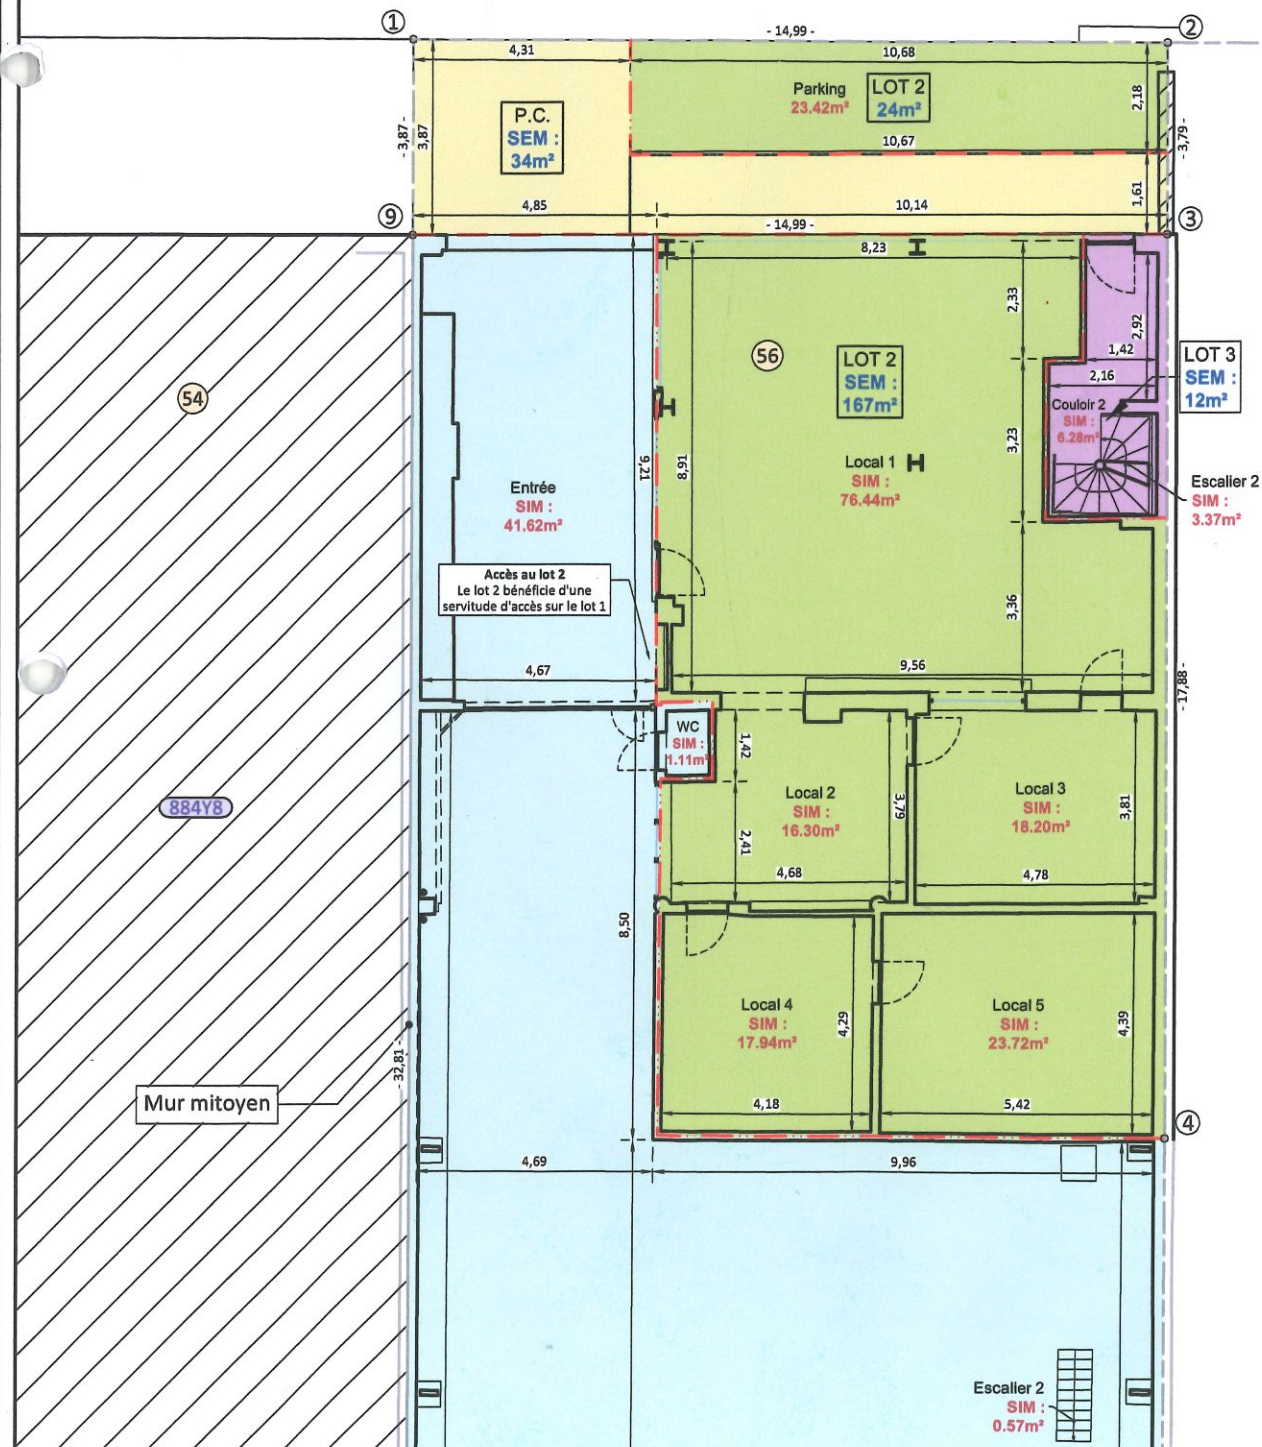 ①
- 14,99 -
②
4,31
10,68
Parking
23.42m²
LOT 2
24m²
2,18
- 3,87 -
3,87
P.C.
SEM :
34m²
- 3,79 -
10,67
1,61
⑨
4,85
10,14
- 14,99 -
③
8,23
2,33
2,92
56
LOT 2
SEM :
167m²
1,42
LOT 3
SEM :
12m²
54
2,16
Couloir 2
SIM :
6.28m²
3,23
9,21
8,91
Local 1
SIM :
76.44m²
Entrée
SIM :
41.62m²
Escalier 2
SIM :
3.37m²
Accès au lot 2
Le lot 2 bénéficie d'une
servitude d'accès sur le lot 1
3,36
4,67
9,56
- 17,88 -
WC
SIM :
1.11m²
1,42
884Y8
Local 2
SIM :
16.30m²
3,79
Local 3
SIM :
18.20m²
3,81
2,41
4,68
4,78
8,50
Local 4
SIM :
17.94m²
4,29
Local 5
SIM :
23.72m²
4,39
- 32,81 -
Mur mitoyen
4,18
5,42
④
4,69
9,96
Escalier 2
SIM :
0.57m²